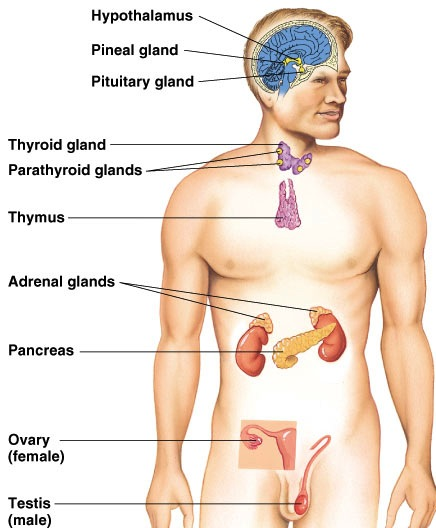 Hypothalamus
Pineal gland
Pituitary gland
Thyroid gland
Parathyroid glands
Thymus
Adrenal glands
Pancreas
Ovary
(female)
Testis
(male)